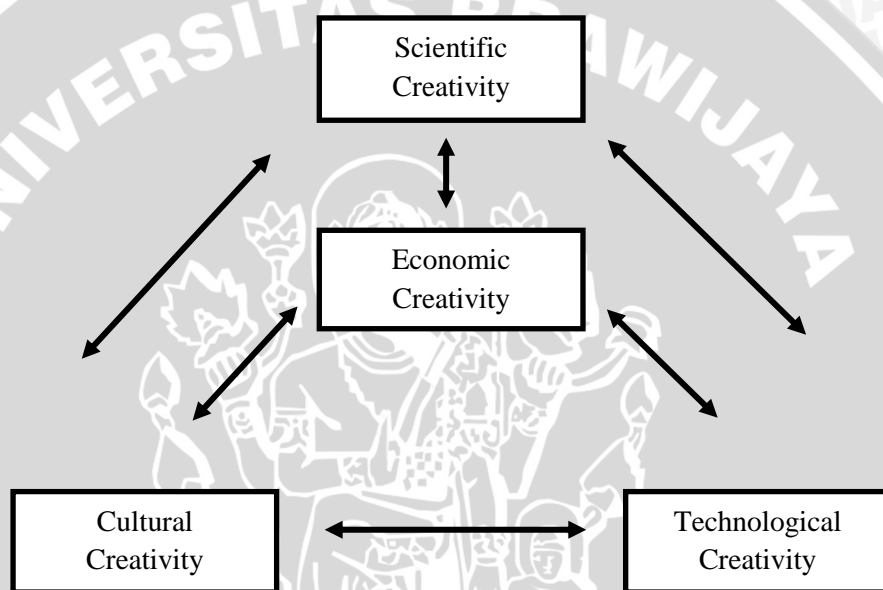 UNIVERSITAS BRAWIJAYA
Scientific
Creativity
Economic
Creativity
Cultural
Creativity
Technological
Creativity